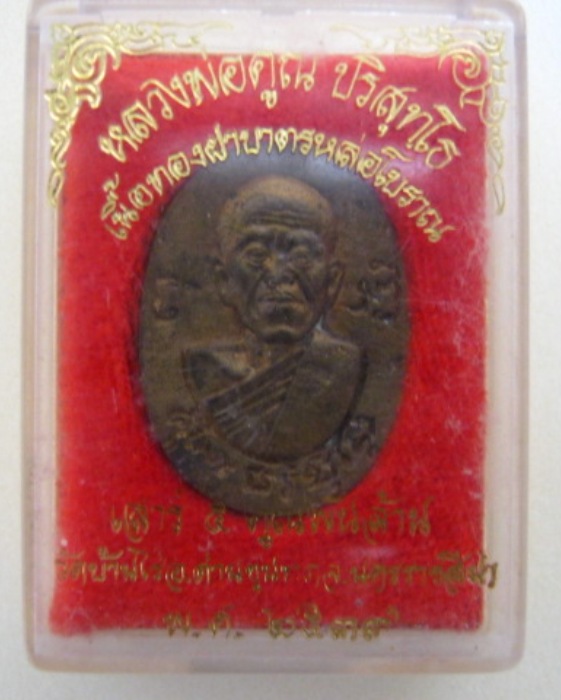 หลวงพ่อคูณ ปริสุทโธ
เนื้อทองฝาบาตรหล่อโบราณ
เสาร์ ๕ คูณพันล้าน
วัดบ้านไร่ อ.ด่านขุนทด จ.นครราชสีมา
พ.ศ. ๒๕๓๙